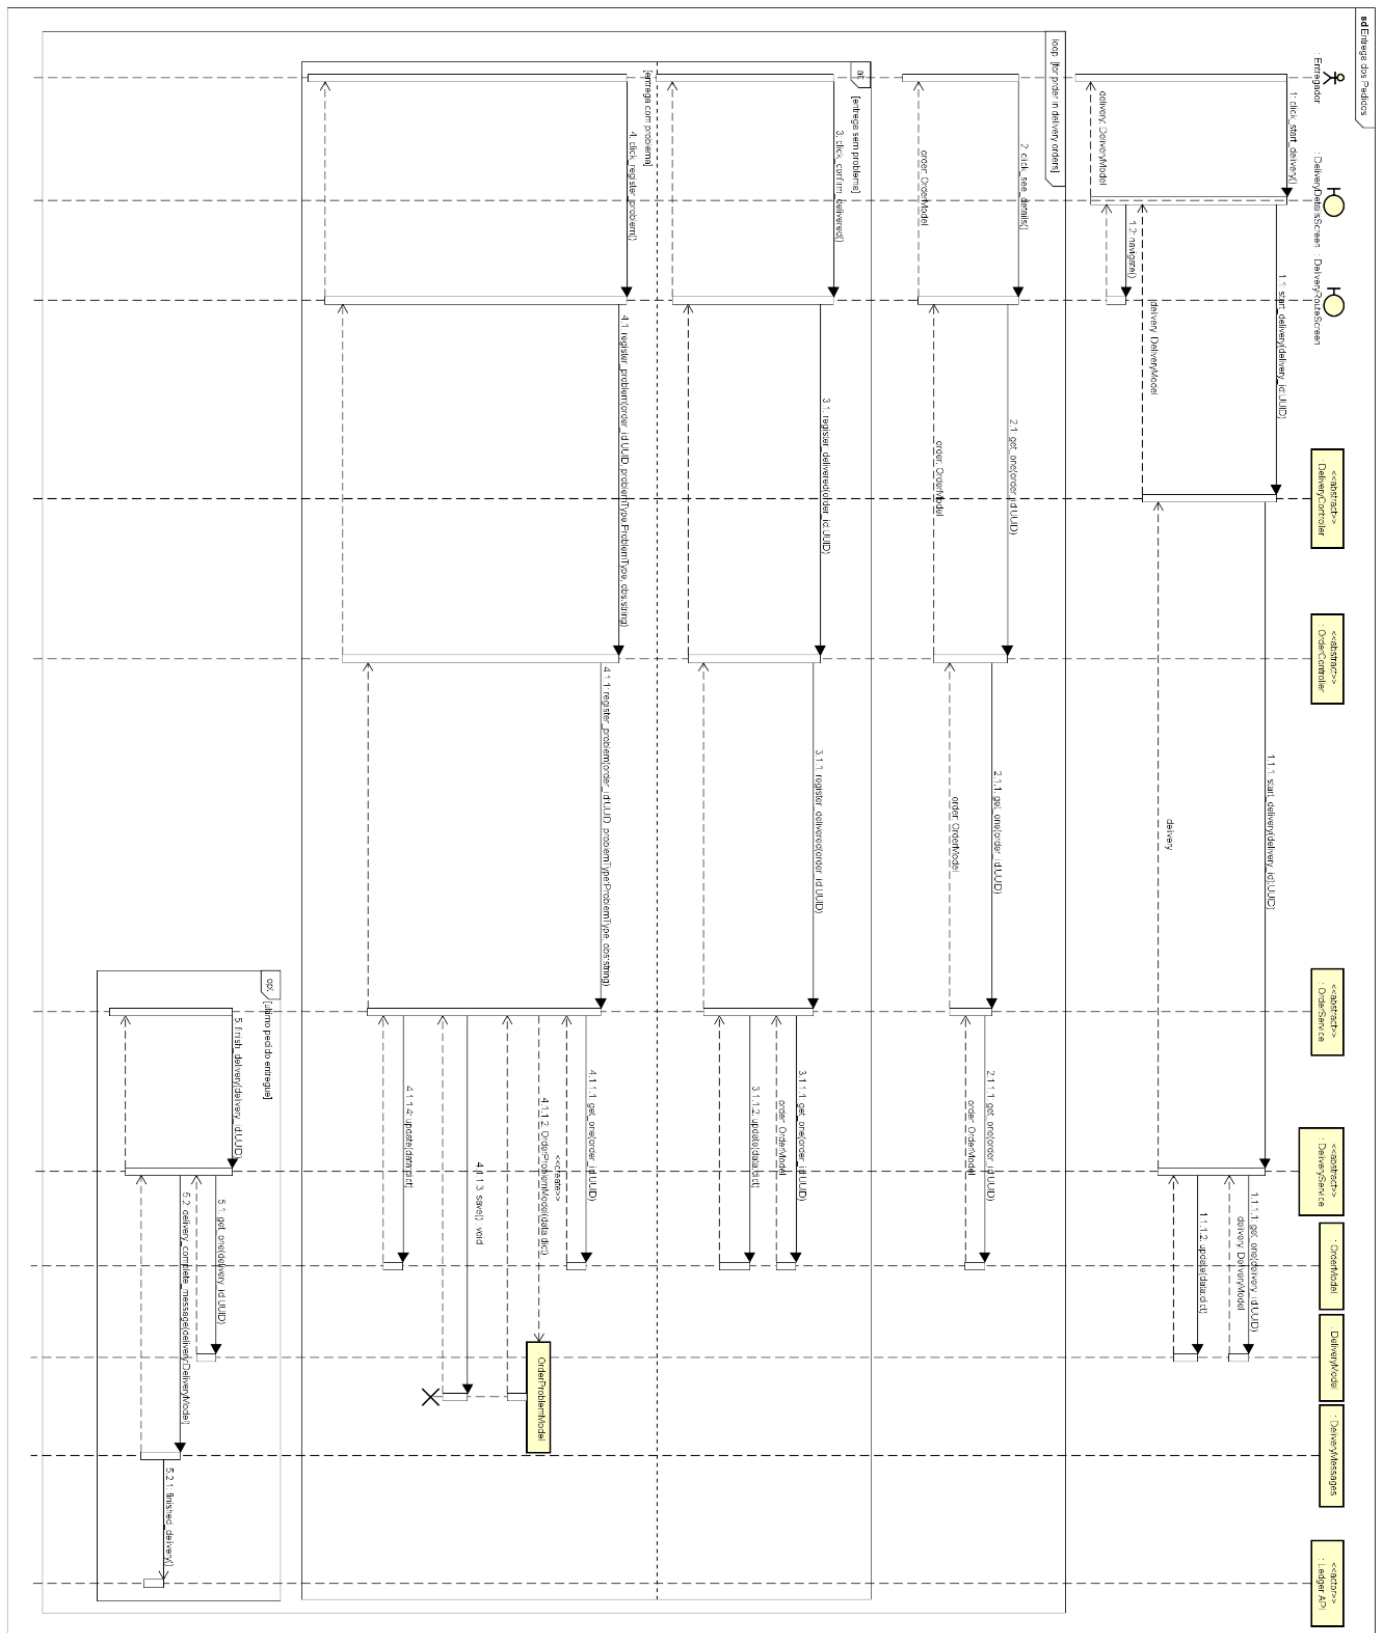 sd Entrega dos Pedidos
: Entregador
: DeliveryDetailsScreen
: DeliveryRouteScreen
<<abstract>>
: DeliveryController
<<abstract>>
: OrderController
<<abstract>>
: OrderService
<<abstract>>
: DeliveryService
: OrderModel
: DeliveryModel
: DeliveryMessages
<<actor>>
: Ledger API
1: click_start_delivery()
1.1: start_delivery(delivery_id:UUID)
1.1.1: start_delivery(delivery_id):UUID)
1.1.1.1: get_one(delivery_id:UUID)
delivery: DeliveryModel
1.1.1.2: update(data:dict)
delivery
delivery: DeliveryModel
1.2: navigate()
delivery: DeliveryModel
loop [for order in delivery orders]
2: click_see_details()
2.1: get_one(order_id:UUID)
2.1.1: get_one(order_id:UUID)
2.1.1.1: get_one(order_id:UUID)
order: OrderModel
order: OrderModel
order: OrderModel
order: OrderModel
alt [entrega sem problema]
3: click_confirm_delivered()
3.1: register_delivered(order_id:UUID)
3.1.1: register_delivered(order_id:UUID)
3.1.1.1: get_one(order_id:UUID)
order: OrderModel
3.1.1.2: update(data:dict)
[entrega com problema]
4: click_register_problem()
4.1: register_problem(order_id:UUID, problemType:ProblemType, obs:string)
4.1.1: register_problem(order_id:UUID, problemType:ProblemType, obs:string)
4.1.1.1: get_one(order_id:UUID)
<<create>>
4.1.1.2: OrderProblemModel(data:dict)
OrderProblemModel
4.1.1.3: save(): void
4.1.1.4: update(data:dict)
opt [último pedido entregue]
5: finish_delivery(delivery_id:UUID)
5.1: get_one(delivery_id:UUID)
5.2: delivery_complete_message(delivery:DeliveryModel)
5.2.1: finished_delivery()